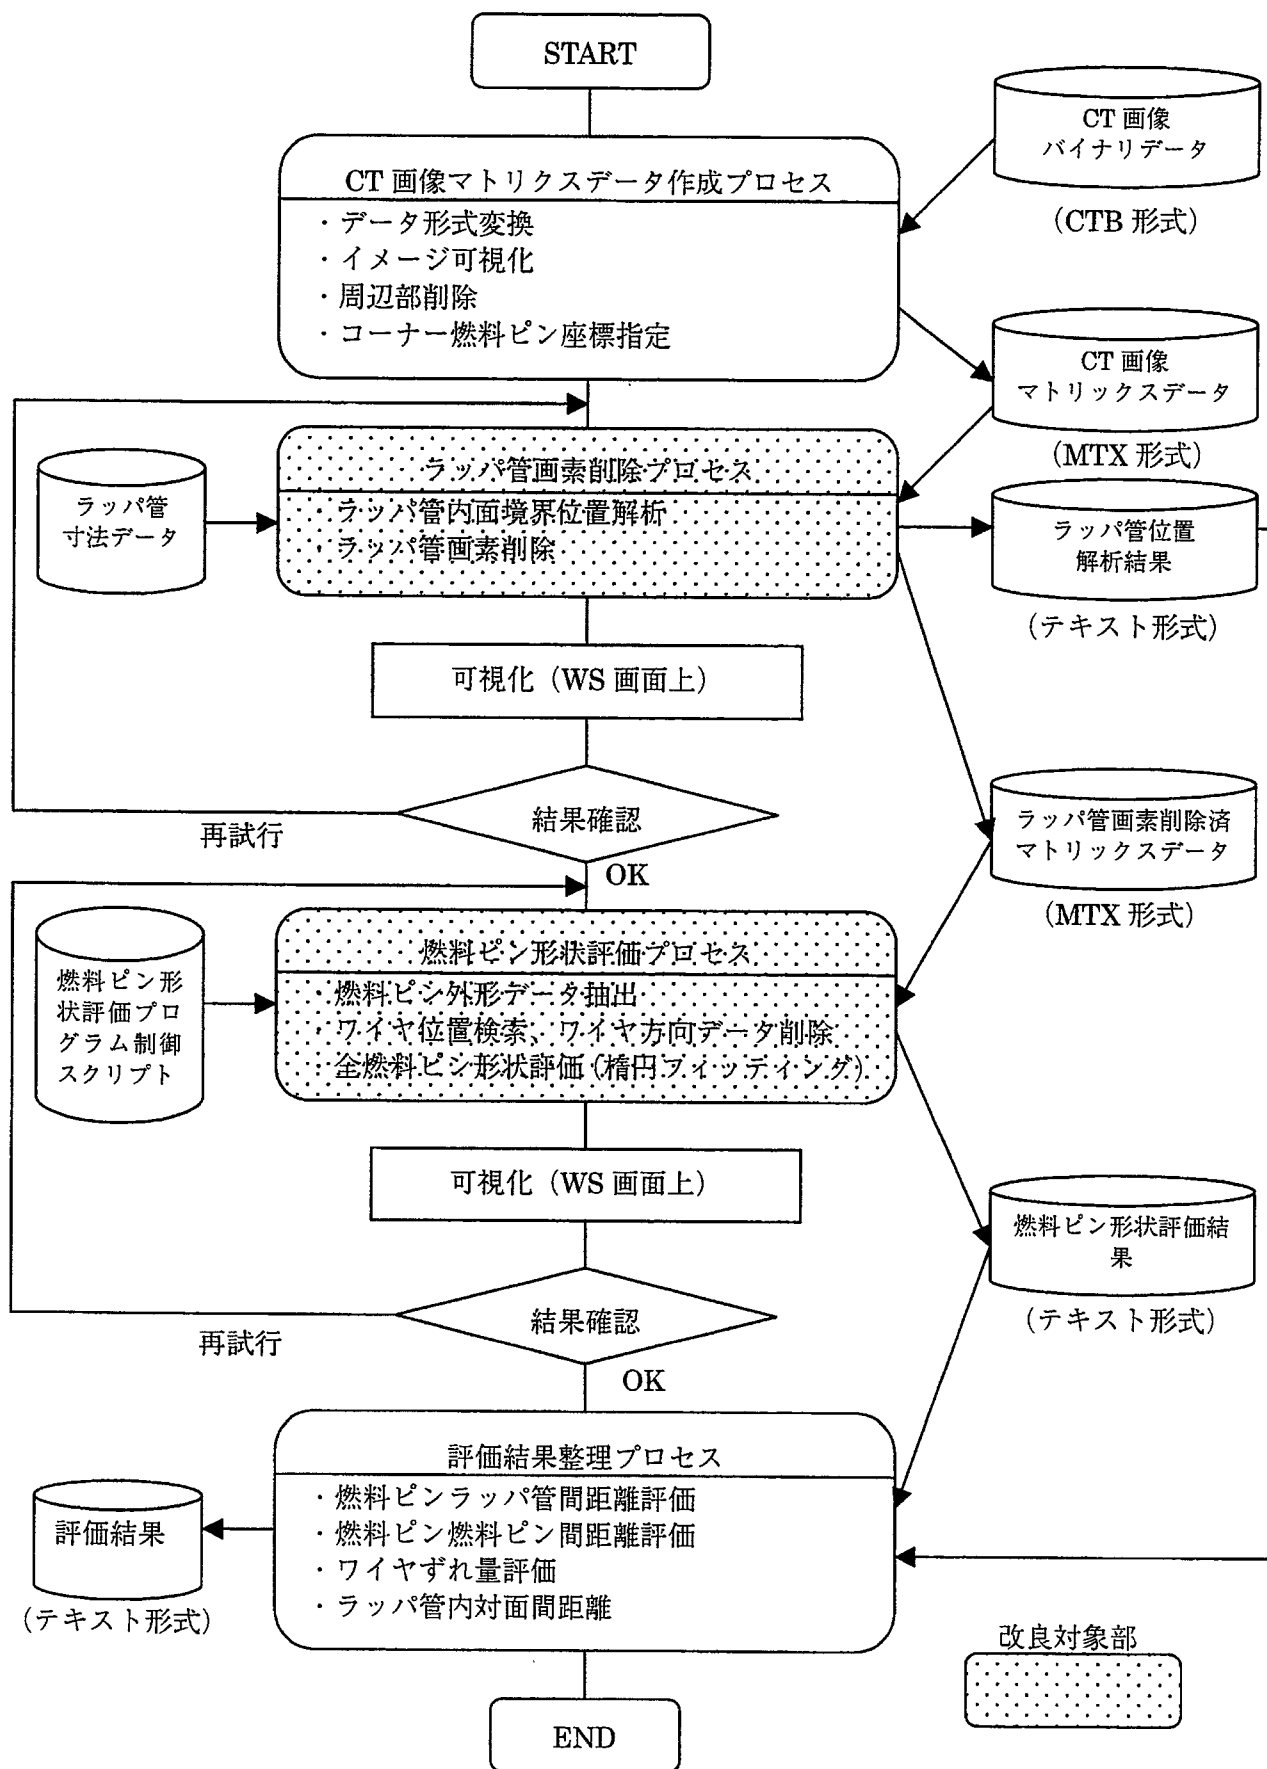 START
CT 画像
バイナリデータ
(CTB 形式)
CT 画像マトリクスデータ作成プロセス
・データ形式変換
・イメージ可視化
・周辺部削除
・コーナー燃料ピン座標指定
CT 画像
マトリックスデータ
(MTX 形式)
ラッパ管
寸法データ
ラッパ管画素削除プロセス
・ラッパ管内面境界位置解析
・ラッパ管画素削除
ラッパ管位置
解析結果
(テキスト形式)
可視化（WS 画面上）
結果確認
再試行
OK
ラッパ管画素削除済
マトリックスデータ
(MTX 形式)
燃料ピン形
状評価プロ
グラム制御
スクリプト
燃料ピン形状評価プロセス
・燃料ピン外形データ抽出
・ワイヤ位置検索、ワイヤ方向データ削除
・全燃料ピン形状評価（楕円フィッティング）
可視化（WS 画面上）
燃料ピン形状評価結
果
(テキスト形式)
結果確認
再試行
OK
評価結果整理プロセス
・燃料ピンラッパ管間距離評価
・燃料ピン燃料ピン間距離評価
・ワイヤずれ量評価
・ラッパ管内対面間距離
評価結果
(テキスト形式)
改良対象部
END